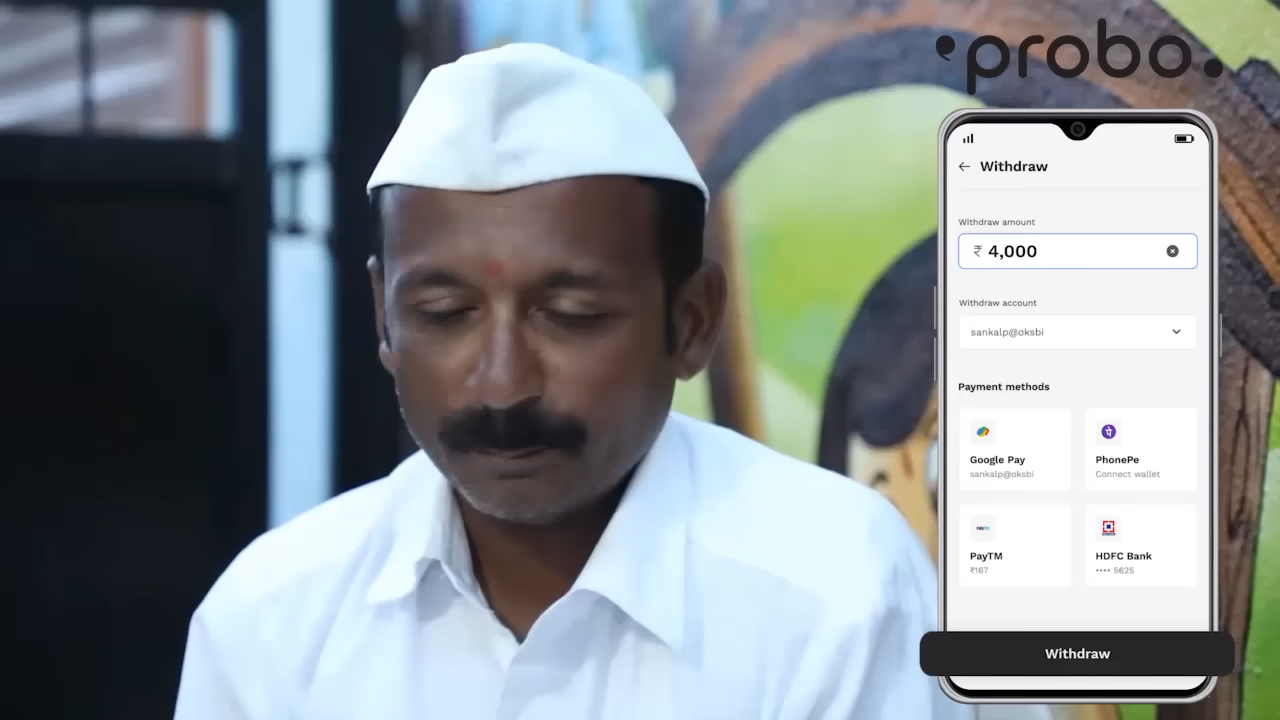 probo.
Withdraw
Withdraw amount
₹ 4,000
Withdraw account
sankalp@oksbi
Payment methods
Google Pay
sankalp@oksbi
PhonePe
Connect wallet
PayTM
₹167
HDFC Bank
•••• 5625
Withdraw